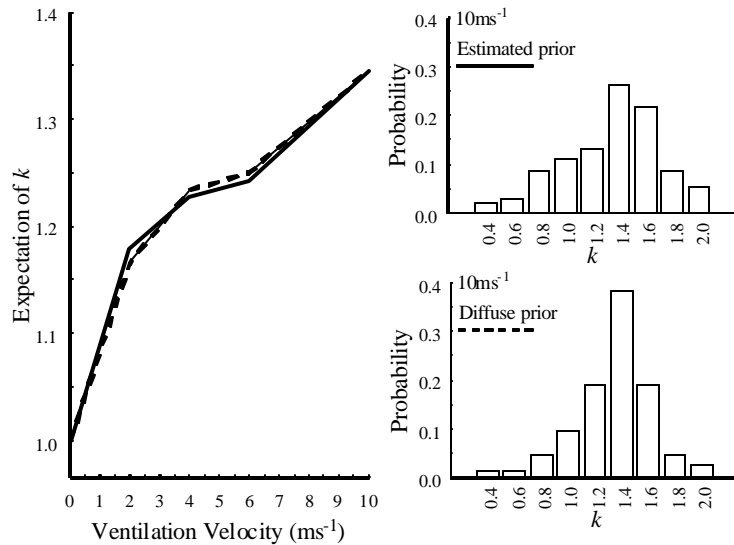 1.4
1.3
1.2
1.1
1.0
Expectation of k
0 1 2 3 4 5 6 7 8 9 10
Ventilation Velocity (ms-1)
0.4
0.3
0.2
0.1
0.0
Probability
10ms-1
Estimated prior
0.4 0.6 0.8 1.0 1.2 1.4 1.6 1.8 2.0
k
0.4
0.3
0.2
0.1
0.0
Probability
10ms-1
Diffuse prior
0.4 0.6 0.8 1.0 1.2 1.4 1.6 1.8 2.0
k